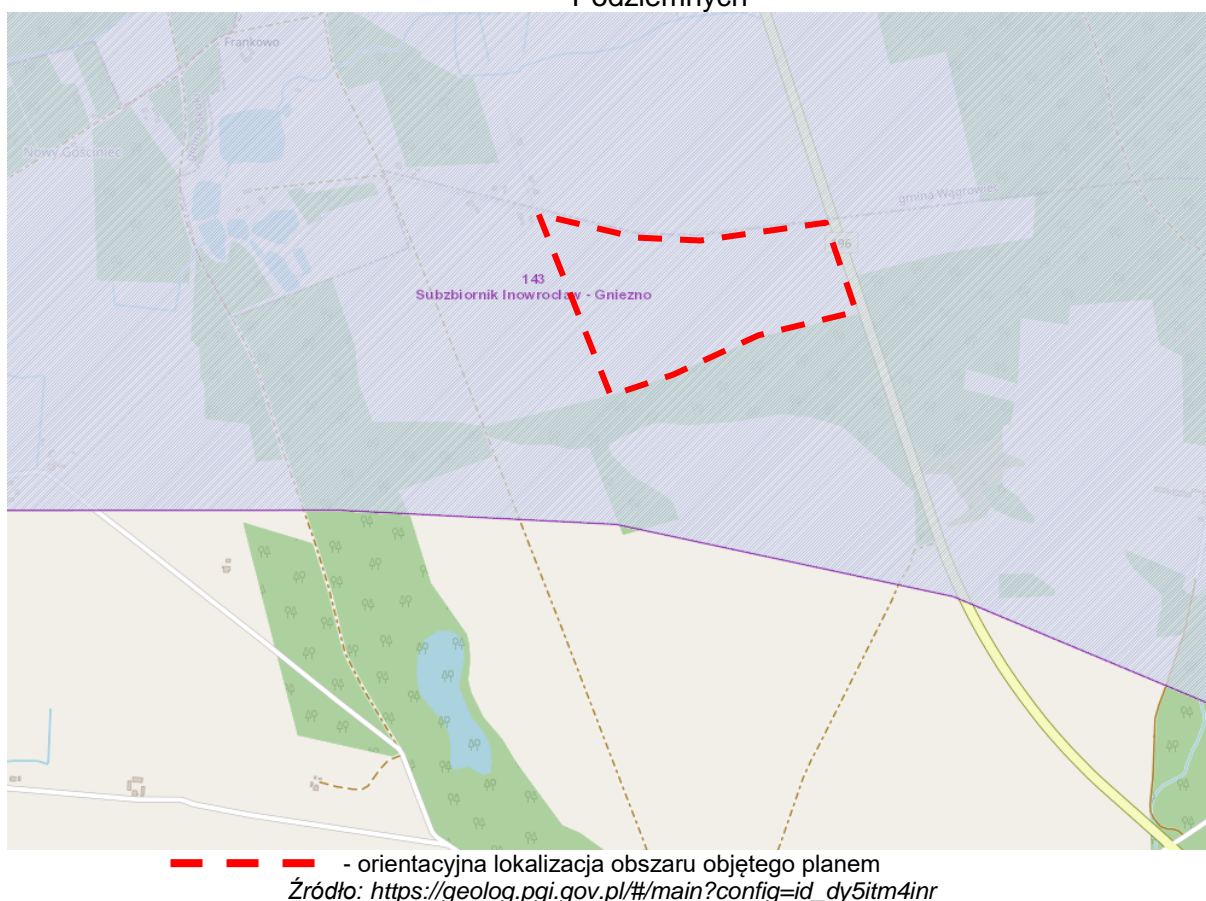 Podziemnych
Frankowo
Nowy Gościniec
gmina Wągrowiec
196
143
Subzbiornik Inowrocław - Gniezno
- orientacyjna lokalizacja obszaru objętego planem
Źródło: https://geolog.pgi.gov.pl/#/main?config=id_dy5itm4inr